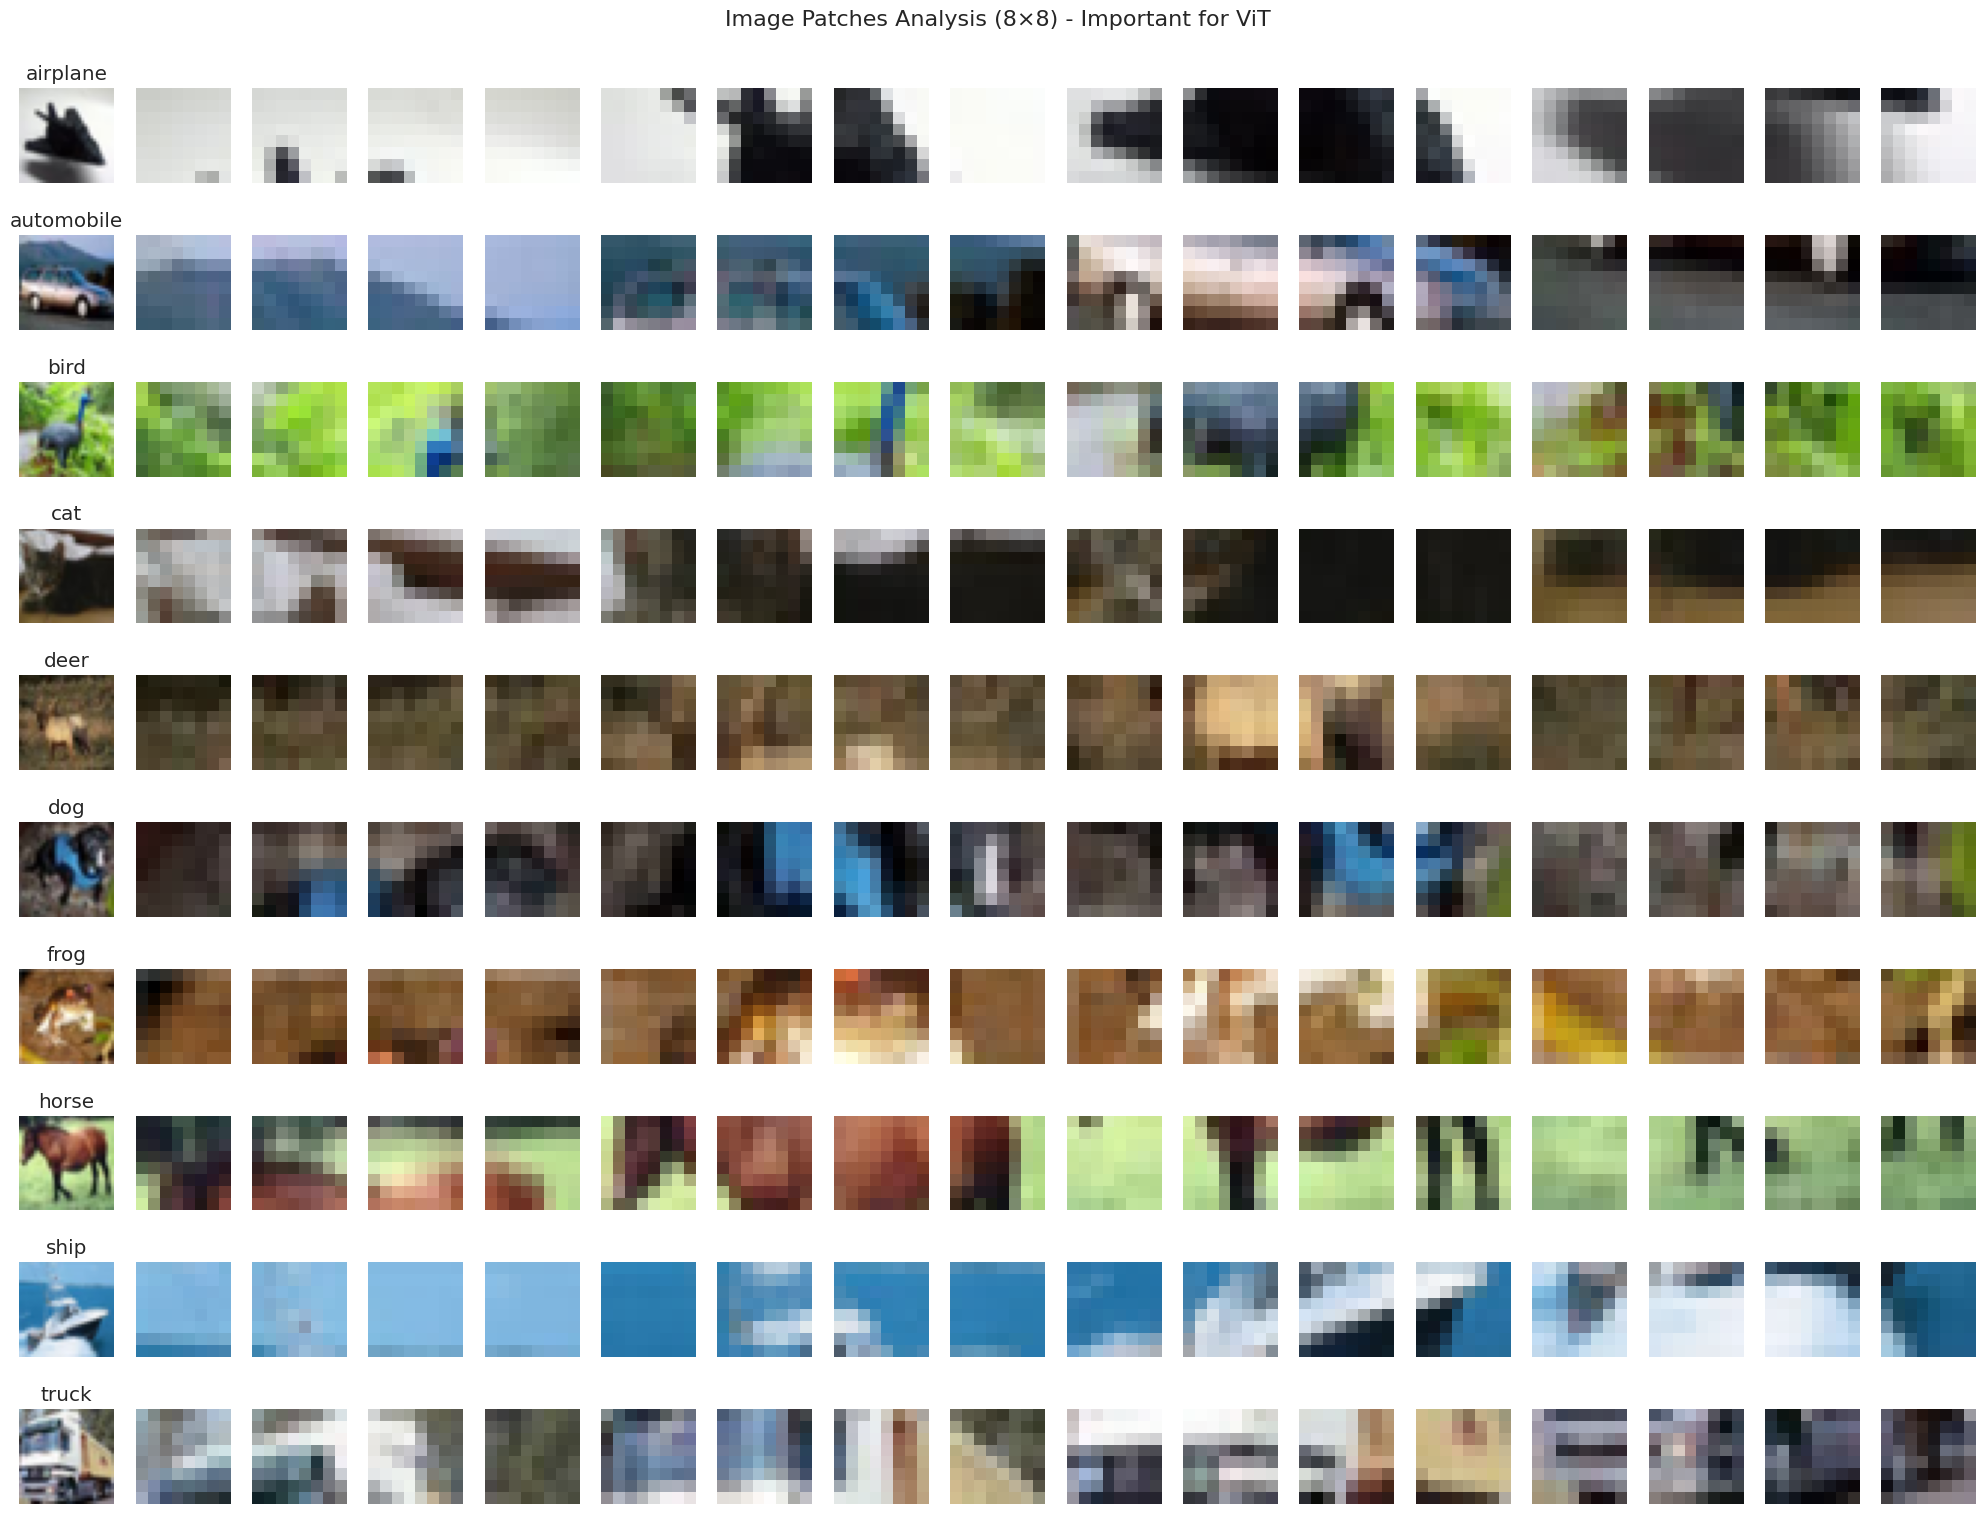 Image Patches Analysis (8×8) - Important for ViT
airplane
automobile
bird
cat
deer
dog
frog
horse
ship
truck